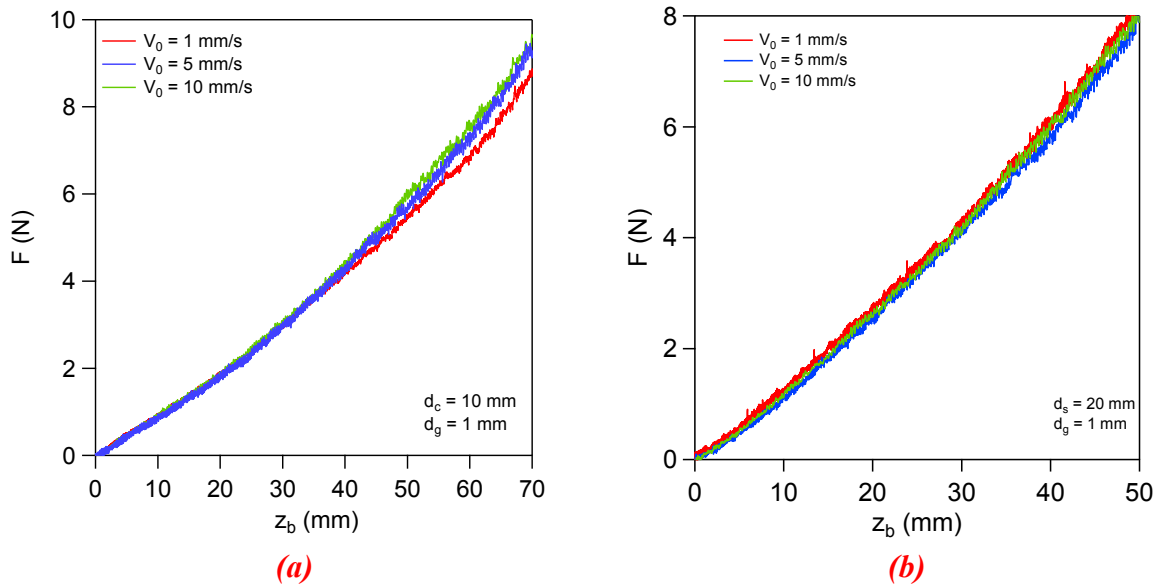 10
8
6
4
2
0
F (N)
V0 = 1 mm/s
V0 = 5 mm/s
V0 = 10 mm/s
dc = 10 mm
dg = 1 mm
0 10 20 30 40 50 60 70
zb (mm)
(a)
8
6
4
2
0
F (N)
V0 = 1 mm/s
V0 = 5 mm/s
V0 = 10 mm/s
ds = 20 mm
dg = 1 mm
0 10 20 30 40 50
zb (mm)
(b)